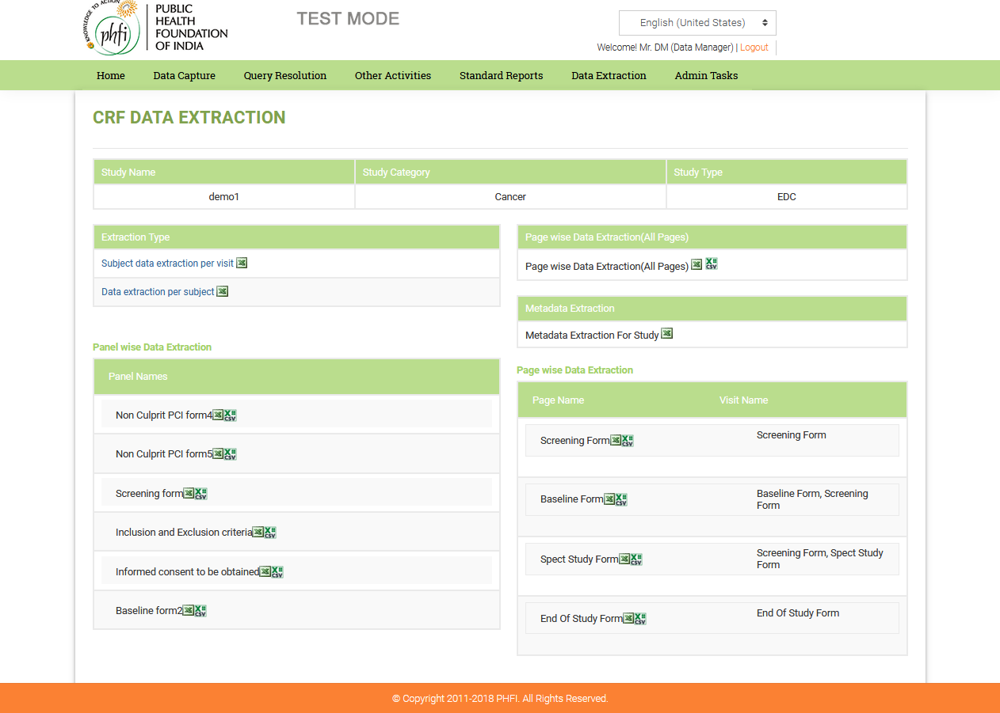 KNOWLEDGE TO ACTION
phfi
PUBLIC
HEALTH
FOUNDATION
OF INDIA
TEST MODE
English (United States)
Welcome! Mr. DM (Data Manager) | Logout
Home Data Capture Query Resolution Other Activities Standard Reports Data Extraction Admin Tasks
CRF DATA EXTRACTION
Study Name Study Category Study Type
demo1 Cancer EDC
Extraction Type
Subject data extraction per visit
Data extraction per subject
Panel wise Data Extraction
Panel Names
Non Culprit PCI form4 CSV
Non Culprit PCI form5 CSV
Screening form CSV
Inclusion and Exclusion criteria CSV
Informed consent to be obtained CSV
Baseline form2 CSV
Page wise Data Extraction(All Pages)
Page wise Data Extraction(All Pages) CSV
Metadata Extraction
Metadata Extraction For Study
Page wise Data Extraction
Page Name Visit Name
Screening Form CSV Screening Form
Baseline Form CSV Baseline Form, Screening
Form
Spect Study Form CSV Screening Form, Spect Study
Form
End Of Study Form CSV End Of Study Form
© Copyright 2011-2018 PHFI. All Rights Reserved.